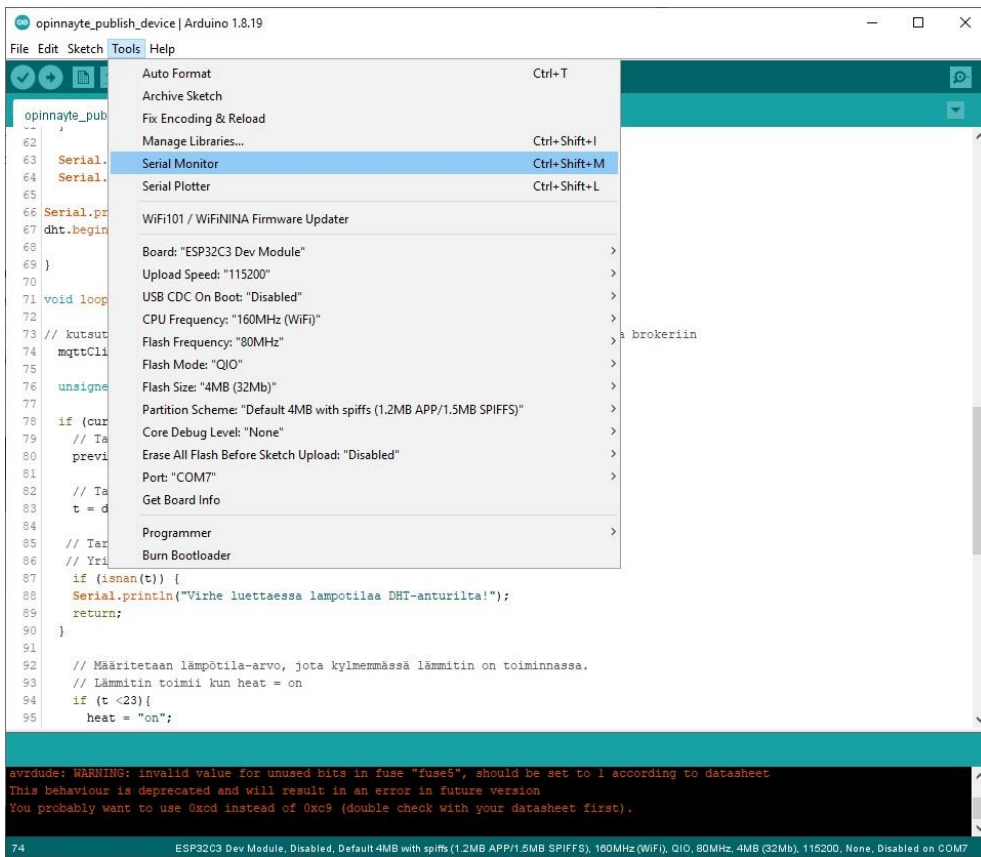 opinnayte_publish_device | Arduino 1.8.19
File Edit Sketch Tools Help
opinnayte_pub
Auto Format Ctrl+T
Archive Sketch
Fix Encoding & Reload
Manage Libraries... Ctrl+Shift+I
Serial Monitor Ctrl+Shift+M
Serial Plotter Ctrl+Shift+L
WiFi101 / WiFiNINA Firmware Updater
Board: "ESP32C3 Dev Module"
Upload Speed: "115200"
USB CDC On Boot: "Disabled"
CPU Frequency: "160MHz (WiFi)"
Flash Frequency: "80MHz"
Flash Mode: "QIO"
Flash Size: "4MB (32Mb)"
Partition Scheme: "Default 4MB with spiffs (1.2MB APP/1.5MB SPIFFS)"
Core Debug Level: "None"
Erase All Flash Before Sketch Upload: "Disabled"
Port: "COM7"
Get Board Info
Programmer
Burn Bootloader
62
63 Serial.
64 Serial.
65
66 Serial.pr
67 dht.begin
68
69 }
70
71 void loop
72
73 // kutsut brokeriin
74 mqttCli
75
76 unsigne
77
78 if (cur
79 // Ta
80 previ
81
82 // Ta
83 t = d
84
85 // Tar
86 // Yri
87 if (isnan(t)) {
88 Serial.println("Virhe luettaessa lampotilaa DHT-anturilta!");
89 return;
90 }
91
92 // Määritetaan lämpötila-arvo, jota kylmemmässä lämmitin on toiminnassa.
93 // Lämmitin toimii kun heat = on
94 if (t <23){
95 heat = "on";
avrdude: WARNING: invalid value for unused bits in fuse "fuse5", should be set to 1 according to datasheet
This behaviour is deprecated and will result in an error in future version
You probably want to use 0xcd instead of 0xc9 (double check with your datasheet first).
74 ESP32C3 Dev Module, Disabled, Default 4MB with spiffs (1.2MB APP/1.5MB SPIFFS), 160MHz (WiFi), QIO, 80MHz, 4MB (32Mb), 115200, None, Disabled on COM7